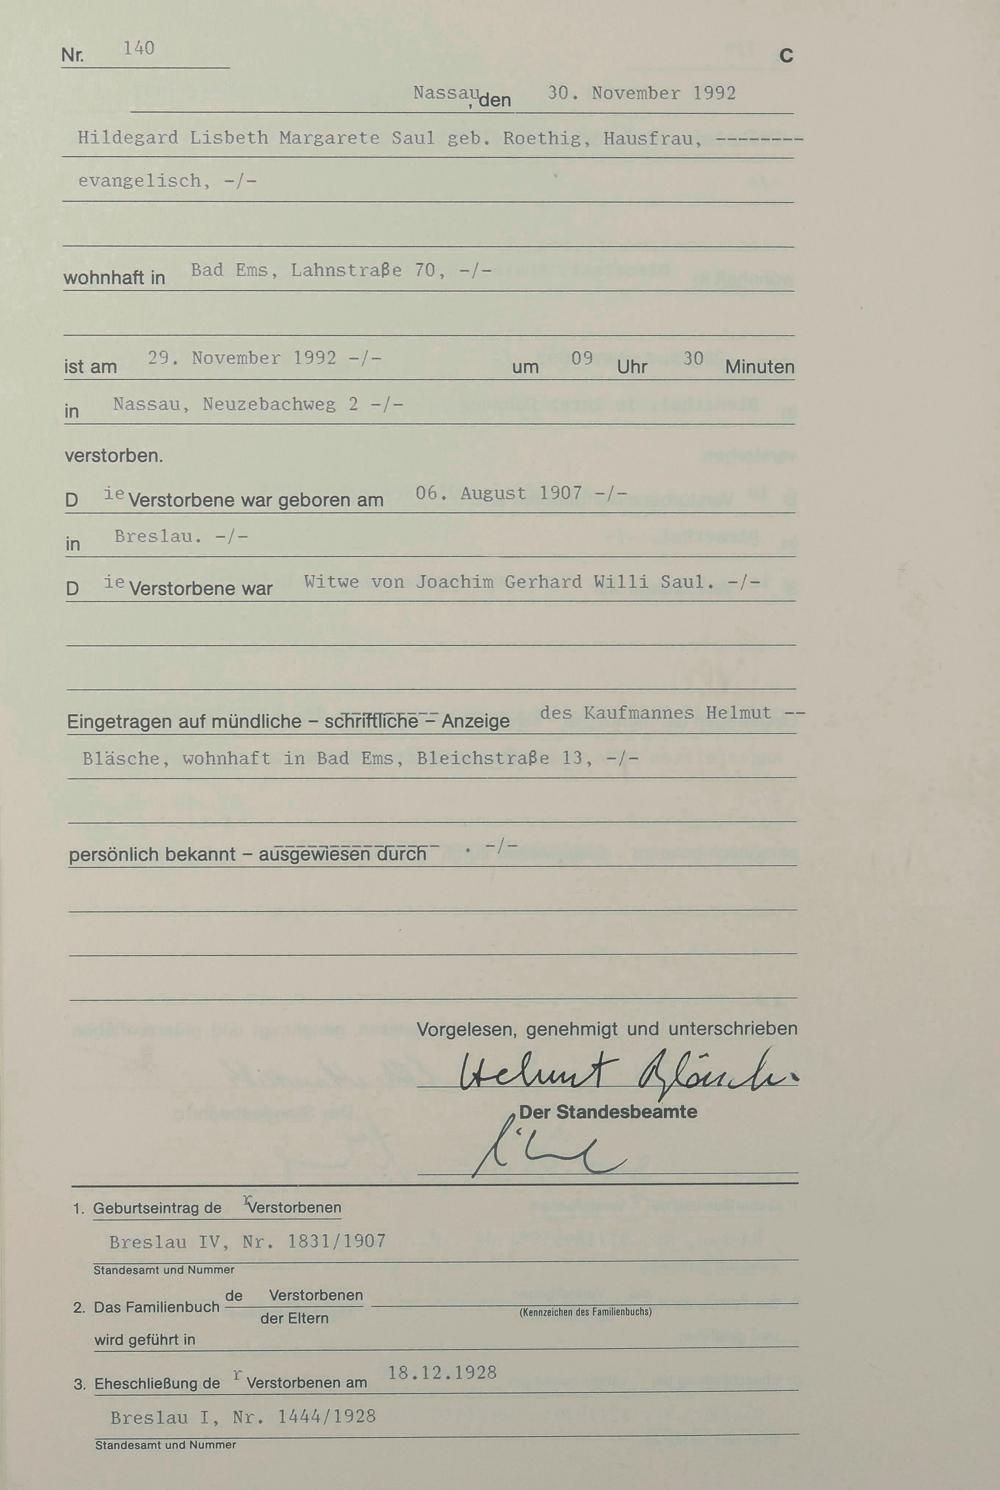 Nr. 140 C
Nassau, den 30. November 1992
Hildegard Lisbeth Margarete Saul geb. Roethig, Hausfrau, --------
evangelisch, -/-
wohnhaft in Bad Ems, Lahnstraße 70, -/-
ist am 29. November 1992 -/- um 09 Uhr 30 Minuten
in Nassau, Neuzebachweg 2 -/-
verstorben.
D ie Verstorbene war geboren am 06. August 1907 -/-
in Breslau. -/-
D ie Verstorbene war Witwe von Joachim Gerhard Willi Saul. -/-
Eingetragen auf mündliche – schriftliche – Anzeige des Kaufmannes Helmut --
Bläsche, wohnhaft in Bad Ems, Bleichstraße 13, -/-
persönlich bekannt – ausgewiesen durch . -/-
Vorgelesen, genehmigt und unterschrieben
Helmut Bläsche
Der Standesbeamte
1. Geburtseintrag de r Verstorbenen
Breslau IV, Nr. 1831/1907
Standesamt und Nummer
2. Das Familienbuch de Verstorbenen
der Eltern
(Kennzeichen des Familienbuchs)
wird geführt in
3. Eheschließung de r Verstorbenen am 18.12.1928
Breslau I, Nr. 1444/1928
Standesamt und Nummer